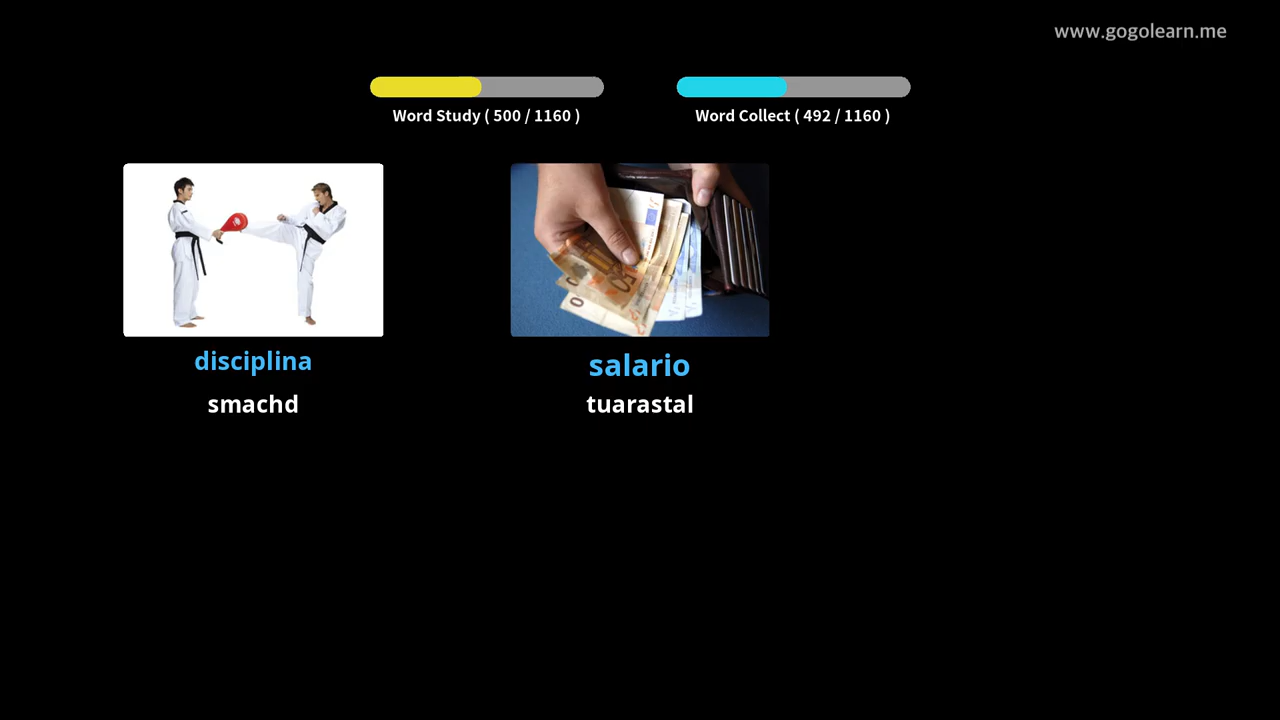 www.gogolearn.me
Word Study ( 500 / 1160 )
Word Collect ( 492 / 1160 )
disciplina
smachd
salario
tuarastal